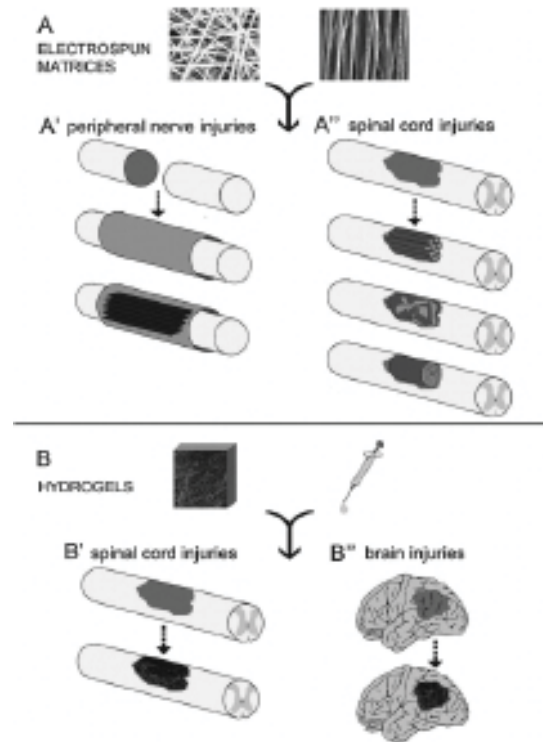 A
ELECTROSPUN
MATRICES
A' peripheral nerve injuries
A'' spinal cord injuries
B
HYDROGELS
B' spinal cord injuries
B'' brain injuries